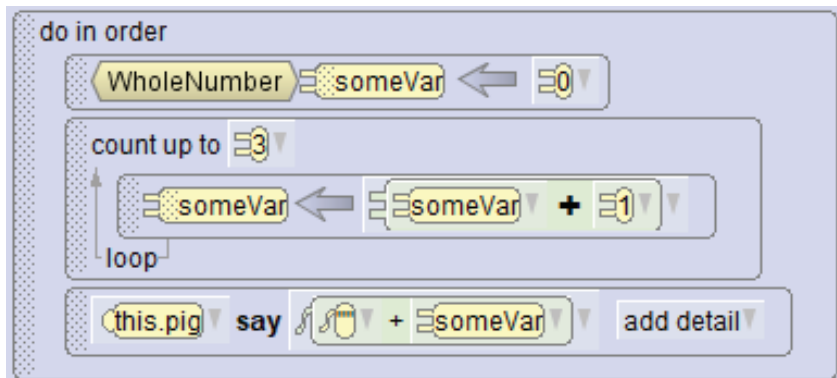 do in order
WholeNumber someVar 0
count up to 3
someVar someVar + 1
loop
this.pig say + someVar add detail